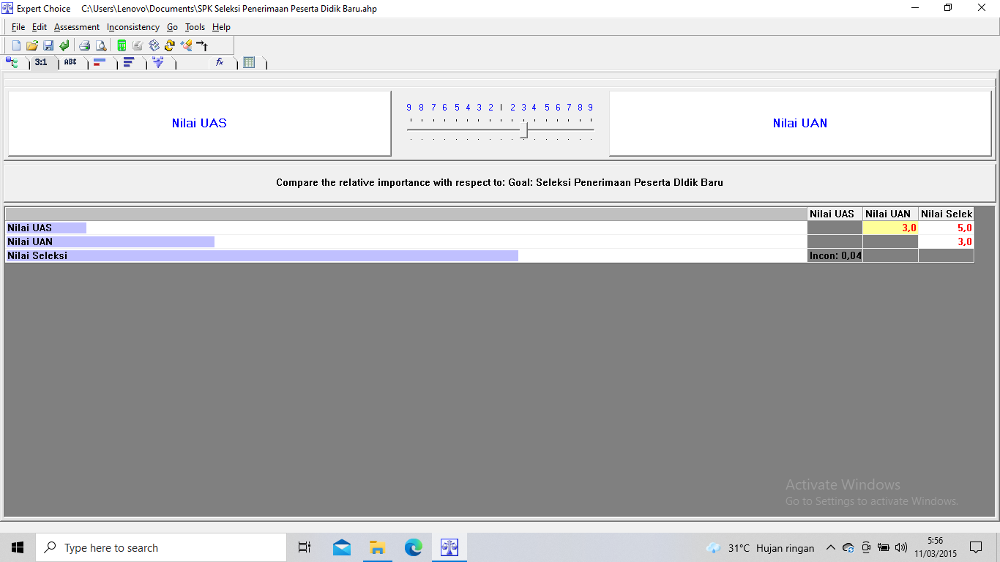 Expert Choice C:\Users\Lenovo\Documents\SPK Seleksi Penerimaan Peserta Didik Baru.ahp
File Edit Assessment Inconsistency Go Tools Help
3:1 ABC fx
Nilai UAS
9 8 7 6 5 4 3 2 1 2 3 4 5 6 7 8 9
Nilai UAN
Compare the relative importance with respect to: Goal: Seleksi Penerimaan Peserta DIdik Baru
Nilai UAS Nilai UAN Nilai Selek
Nilai UAS 3,0 5,0
Nilai UAN 3,0
Nilai Seleksi Incon: 0,04
Activate Windows
Go to Settings to activate Windows.
Type here to search
31°C Hujan ringan
5:56
11/03/2015